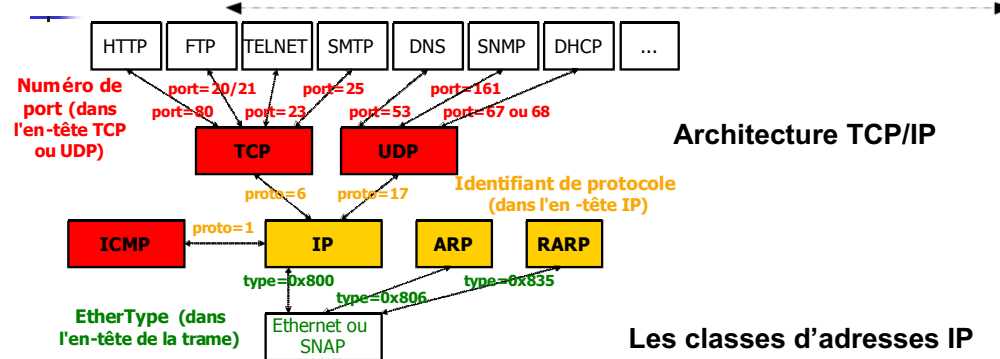 HTTP FTP TELNET SMTP DNS SNMP DHCP ...
Numéro de
port (dans
l'en-tête TCP
ou UDP)
port=20/21 port=25 port=161
port=80 port=23 port=53 port=67 ou 68
TCP UDP
Architecture TCP/IP
proto=6 proto=17
Identifiant de protocole
(dans l'en -tête IP)
proto=1
ICMP IP ARP RARP
type=0x800 type=0x835
type=0x806
EtherType (dans
l'en-tête de la trame)
Ethernet ou
SNAP
Les classes d’adresses IP